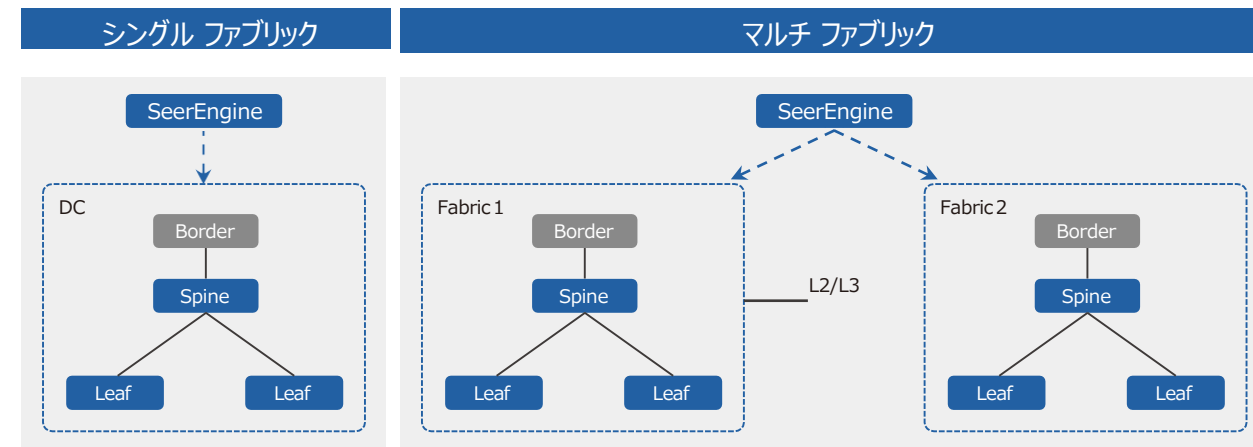 シングル ファブリック
マルチ ファブリック
SeerEngine
DC
Border
Spine
Leaf
Leaf
SeerEngine
Fabric 1
Border
Spine
Leaf
Leaf
L2/L3
Fabric 2
Border
Spine
Leaf
Leaf